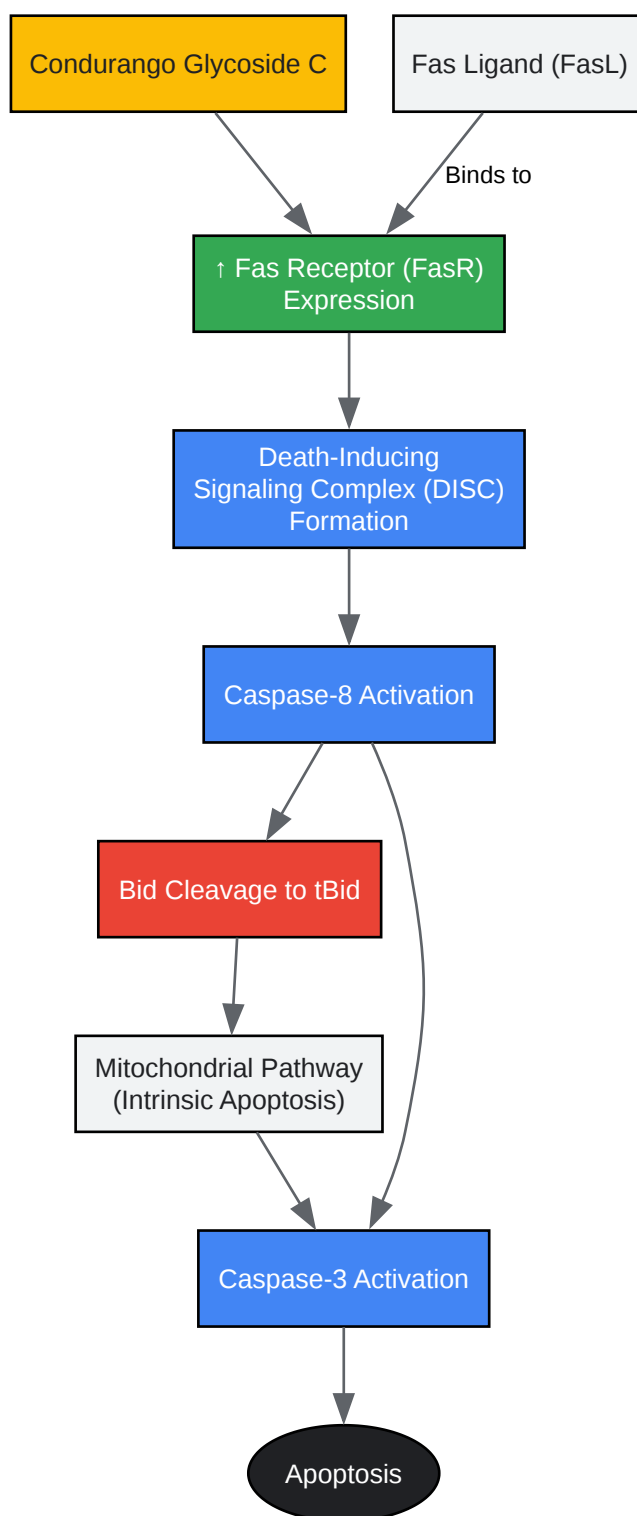 Condurango Glycoside C
Fas Ligand (FasL)
Binds to
↑ Fas Receptor (FasR)
Expression
Death-Inducing
Signaling Complex (DISC)
Formation
Caspase-8 Activation
Bid Cleavage to tBid
Mitochondrial Pathway
(Intrinsic Apoptosis)
Caspase-3 Activation
Apoptosis